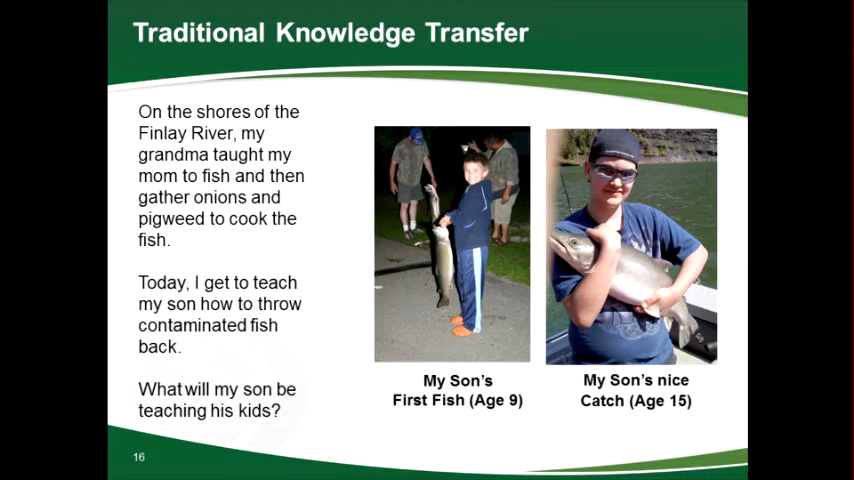 Traditional Knowledge Transfer
On the shores of the
Finlay River, my
grandma taught my
mom to fish and then
gather onions and
pigweed to cook the
fish.
Today, I get to teach
my son how to throw
contaminated fish
back.
What will my son be
teaching his kids?
My Son's
First Fish (Age 9)
My Son's nice
Catch (Age 15)
16